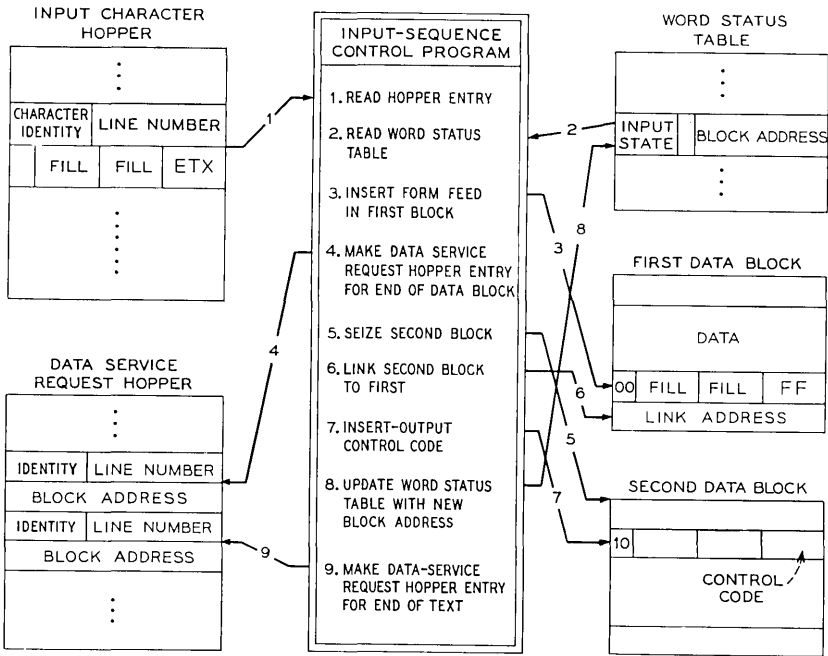 INPUT CHARACTER
HOPPER
CHARACTER
IDENTITY
LINE NUMBER
FILL
FILL
ETX
1
DATA SERVICE
REQUEST HOPPER
IDENTITY
LINE NUMBER
BLOCK ADDRESS
IDENTITY
LINE NUMBER
BLOCK ADDRESS
4
9
INPUT-SEQUENCE
CONTROL PROGRAM
1. READ HOPPER ENTRY
2. READ WORD STATUS
TABLE
3. INSERT FORM FEED
IN FIRST BLOCK
4. MAKE DATA SERVICE
REQUEST HOPPER ENTRY
FOR END OF DATA BLOCK
5. SEIZE SECOND BLOCK
6. LINK SECOND BLOCK
TO FIRST
7. INSERT-OUTPUT
CONTROL CODE
8. UPDATE WORD STATUS
TABLE WITH NEW
BLOCK ADDRESS
9. MAKE DATA-SERVICE
REQUEST HOPPER ENTRY
FOR END OF TEXT
2
8
3
6
5
7
WORD STATUS
TABLE
INPUT
STATE
BLOCK ADDRESS
FIRST DATA BLOCK
DATA
00
FILL
FILL
FF
LINK ADDRESS
SECOND DATA BLOCK
10
CONTROL
CODE